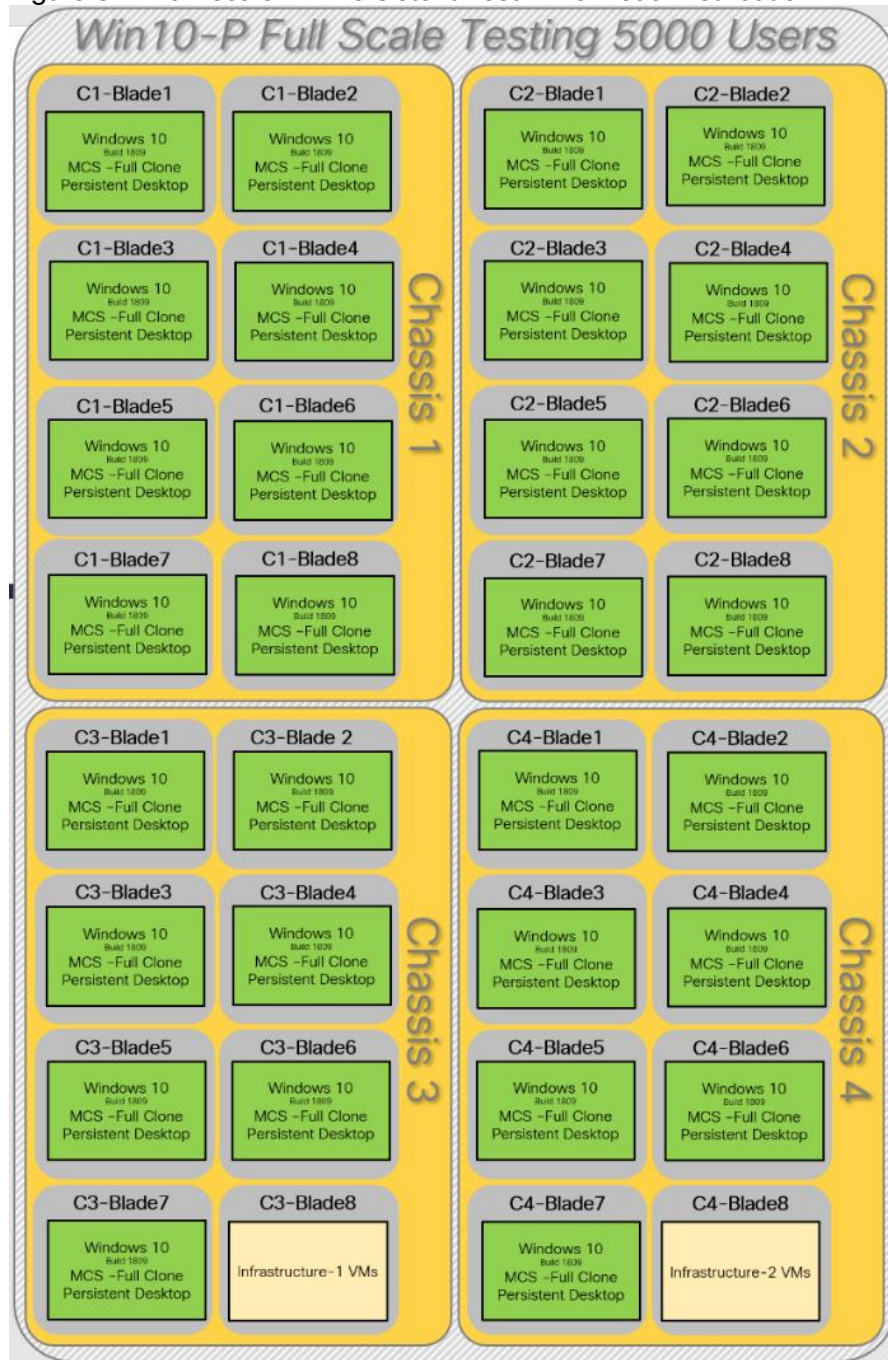 Win10-P Full Scale Testing 5000 Users
C1-Blade1
Windows 10
Build 1809
MCS -Full Clone
Persistent Desktop
C1-Blade2
Windows 10
Build 1809
MCS -Full Clone
Persistent Desktop
C1-Blade3
Windows 10
Build 1809
MCS -Full Clone
Persistent Desktop
C1-Blade4
Windows 10
Build 1809
MCS -Full Clone
Persistent Desktop
C1-Blade5
Windows 10
Build 1809
MCS -Full Clone
Persistent Desktop
C1-Blade6
Windows 10
Build 1809
MCS -Full Clone
Persistent Desktop
C1-Blade7
Windows 10
Build 1809
MCS -Full Clone
Persistent Desktop
C1-Blade8
Windows 10
Build 1809
MCS -Full Clone
Persistent Desktop
Chassis 1
C2-Blade1
Windows 10
Build 1809
MCS -Full Clone
Persistent Desktop
C2-Blade2
Windows 10
Build 1809
MCS -Full Clone
Persistent Desktop
C2-Blade3
Windows 10
Build 1809
MCS -Full Clone
Persistent Desktop
C2-Blade4
Windows 10
Build 1809
MCS -Full Clone
Persistent Desktop
C2-Blade5
Windows 10
Build 1809
MCS -Full Clone
Persistent Desktop
C2-Blade6
Windows 10
Build 1809
MCS -Full Clone
Persistent Desktop
C2-Blade7
Windows 10
Build 1809
MCS -Full Clone
Persistent Desktop
C2-Blade8
Windows 10
Build 1809
MCS -Full Clone
Persistent Desktop
Chassis 2
C3-Blade1
Windows 10
Build 1809
MCS -Full Clone
Persistent Desktop
C3-Blade 2
Windows 10
Build 1809
MCS -Full Clone
Persistent Desktop
C3-Blade3
Windows 10
Build 1809
MCS -Full Clone
Persistent Desktop
C3-Blade4
Windows 10
Build 1809
MCS -Full Clone
Persistent Desktop
C3-Blade5
Windows 10
Build 1809
MCS -Full Clone
Persistent Desktop
C3-Blade6
Windows 10
Build 1809
MCS -Full Clone
Persistent Desktop
C3-Blade7
Windows 10
Build 1809
MCS -Full Clone
Persistent Desktop
C3-Blade8
Infrastructure-1 VMs
Chassis 3
C4-Blade1
Windows 10
Build 1809
MCS -Full Clone
Persistent Desktop
C4-Blade2
Windows 10
Build 1809
MCS -Full Clone
Persistent Desktop
C4-Blade3
Windows 10
Build 1809
MCS -Full Clone
Persistent Desktop
C4-Blade4
Windows 10
Build 1809
MCS -Full Clone
Persistent Desktop
C4-Blade5
Windows 10
Build 1809
MCS -Full Clone
Persistent Desktop
C4-Blade6
Windows 10
Build 1809
MCS -Full Clone
Persistent Desktop
C4-Blade7
Windows 10
Build 1809
MCS -Full Clone
Persistent Desktop
C4-Blade8
Infrastructure-2 VMs
Chassis 4